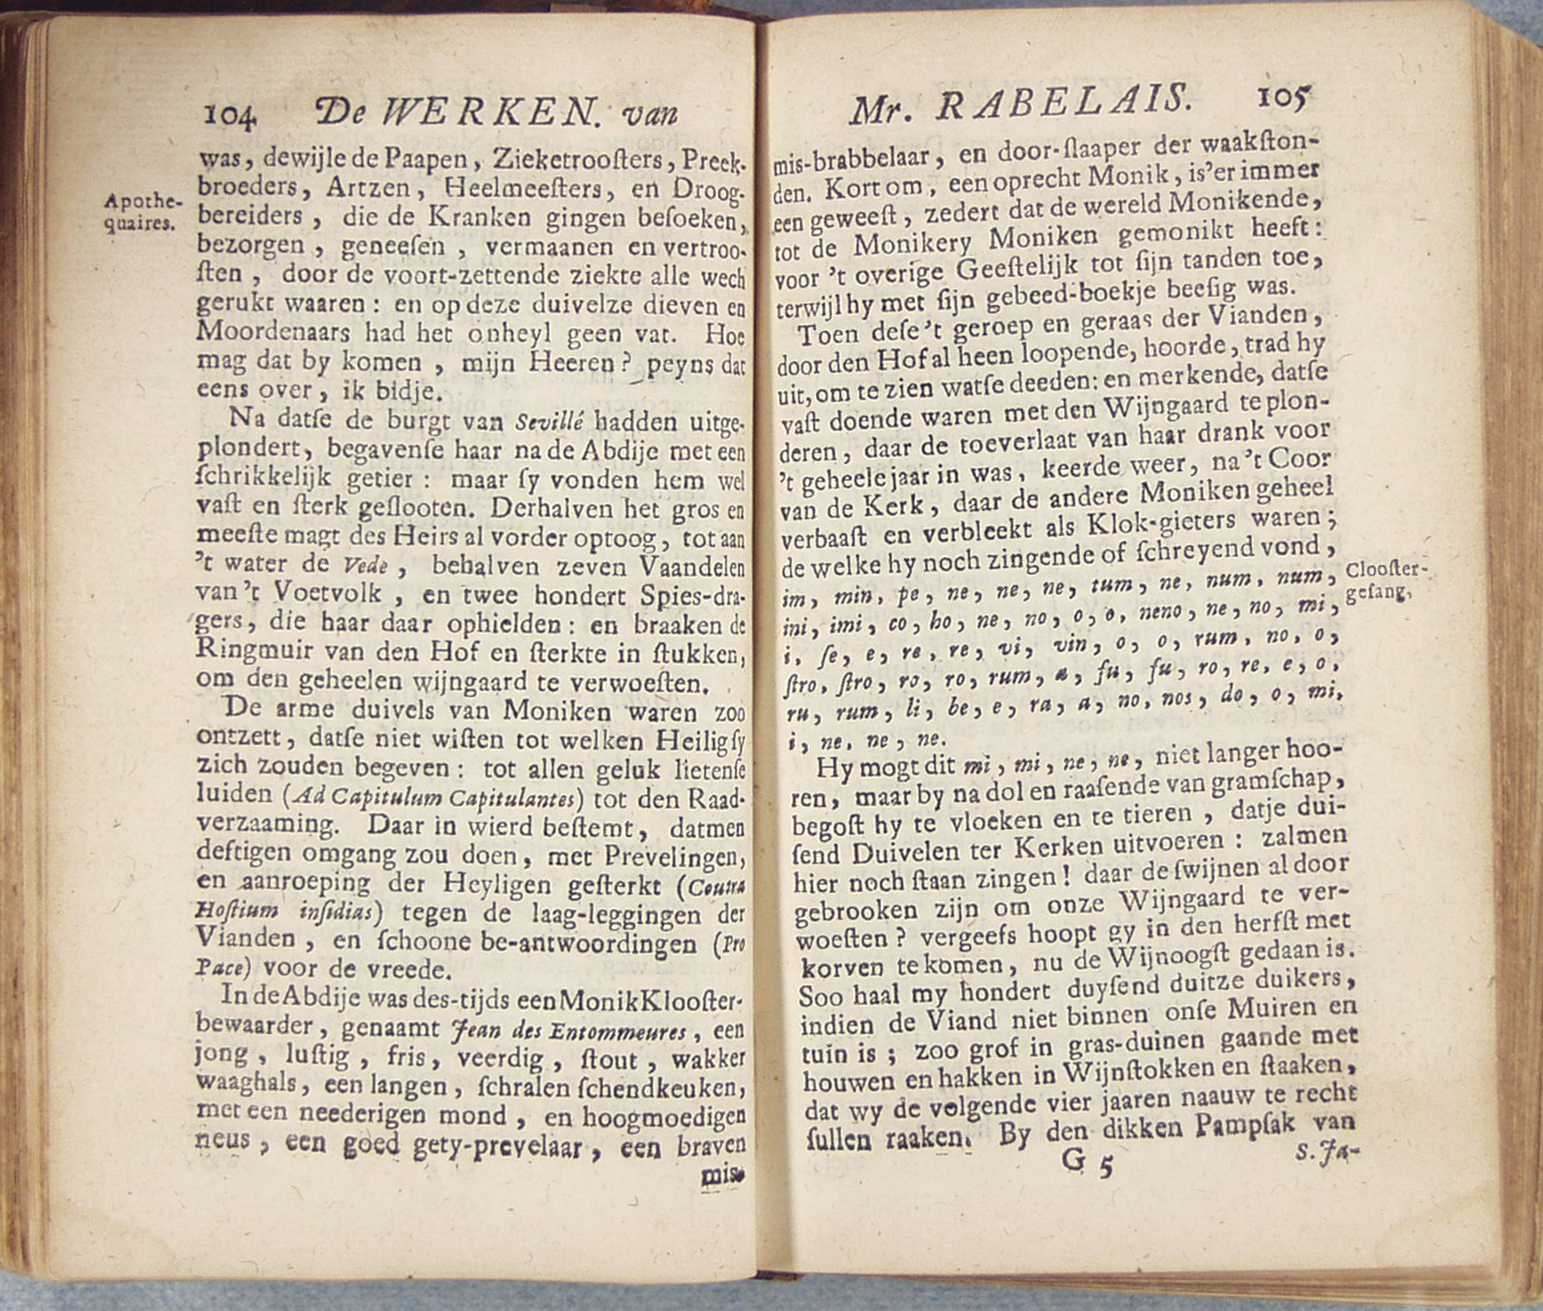 104 De WERKEN. van
was, dewijle de Paapen, Zieketrooſters, Preek-
broeders, Artzen, Heelmeeſters, en Droog-
Apothe-
quaires.
bereiders, die de Kranken gingen beſoeken,
bezorgen, geneeſen, vermaanen en vertroo-
ſten, door de voort-zettende ziekte alle wech
gerukt waaren: en op deze duivelze dieven en
Moordenaars had het onheyl geen vat. Hoe
mag dat by komen, mijn Heeren? peyns dat
eens over, ik bidje.
Na datſe de burgt van Sevillé hadden uitge-
plondert, begavenſe haar na de Abdije met een
ſchrikkelijk getier: maar ſy vonden hem wel
vaſt en ſterk geſlooten. Derhalven het gros en
meeſte magt des Heirs al vorder optoog, tot aan
't water de Vede, behalven zeven Vaandelen
van 't Voetvolk, en twee hondert Spies-dra-
gers, die haar daar ophielden: en braaken de
Ringmuir van den Hof en ſterkte in ſtukken,
om den geheelen wijngaard te verwoeſten.
De arme duivels van Moniken waren zoo
ontzett, datſe niet wiſten tot welken Heilig ſy
zich zouden begeven: tot allen geluk lietenſe
luiden (Ad Capitulum Capitulantes) tot den Raad-
verzaaming. Daar in wierd beſtemt, datmen
deftigen omgang zou doen, met Prevelingen,
en aanroeping der Heyligen geſterkt (Contra
Hoſtium inſidias) tegen de laag-leggingen der
Vianden, en ſchoone be-antwoordingen (Pro
Pace) voor de vreede.
In de Abdije was des-tijds een Monik Klooſter-
bewaarder, genaamt Jean des Entommeures, een
jong, luſtig, fris, veerdig, ſtout, wakker
waaghals, een langen, ſchralen ſchendkeuken,
met een neederigen mond, en hoogmoedigen
neus, een goed gety-prevelaar, een braven
mis-
Mr. RABELAIS. 105
mis-brabbelaar, en door-ſlaaper der waakſton-
den. Kortom, een oprecht Monik, is'er immer
een geweeſt, zedert dat de wereld Monikende,
tot de Monikery Moniken gemonikt heeft:
voor 't overige Geeſtelijk tot ſijn tanden toe,
terwijl hy met ſijn gebeed-boekje beeſig was.
Toen deſe 't geroep en geraas der Vianden,
door den Hof al heen loopende, hoorde, trad hy
uit, om te zien watſe deeden: en merkende, datſe
vaſt doende waren met den Wijngaard te plon-
deren, daar de toeverlaat van haar drank voor
't geheele jaar in was, keerde weer, na 't Coor
van de Kerk, daar de andere Moniken geheel
verbaaſt en verbleekt als Klok-gieters waren;
de welke hy noch zingende of ſchreyend vond,
im, min, pe, ne, ne, ne, tum, ne, num, num,
Clooſter-
geſang,
ini, imi, co, ho, ne, no, o, o, neno, ne, no, mi,
i, ſe, e, re, re, vi, vin, o, o, rum, no, o,
ſtro, ſtro, ro, ro, rum, a, ſu, ſu, ro, re, e, o,
ru, rum, li, be, e, ra, a, no, nos, do, o, mi,
i, ne, ne, ne.
Hy mogt dit mi, mi, ne, ne, niet langer hoo-
ren, maar by na dol en raaſende van gramſchap,
begoſt hy te vloeken en te tieren, datje dui-
ſend Duivelen ter Kerken uitvoeren: zalmen
hier noch ſtaan zingen! daar de ſwijnen al door
gebrooken zijn om onze Wijngaard te ver-
woeſten? vergeefs hoopt gy in den herfſt met
korven te komen, nu de Wijnoogſt gedaan is.
Soo haal my hondert duyſend duitze duikers,
indien de Viand niet binnen onſe Muiren en
tuin is; zoo grof in gras-duinen gaande met
houwen en hakken in Wijnſtokken en ſtaaken,
dat wy de volgende vier jaaren naauw te recht
ſullen raaken. By den dikken Pampſak van
G 5 S. Ja-